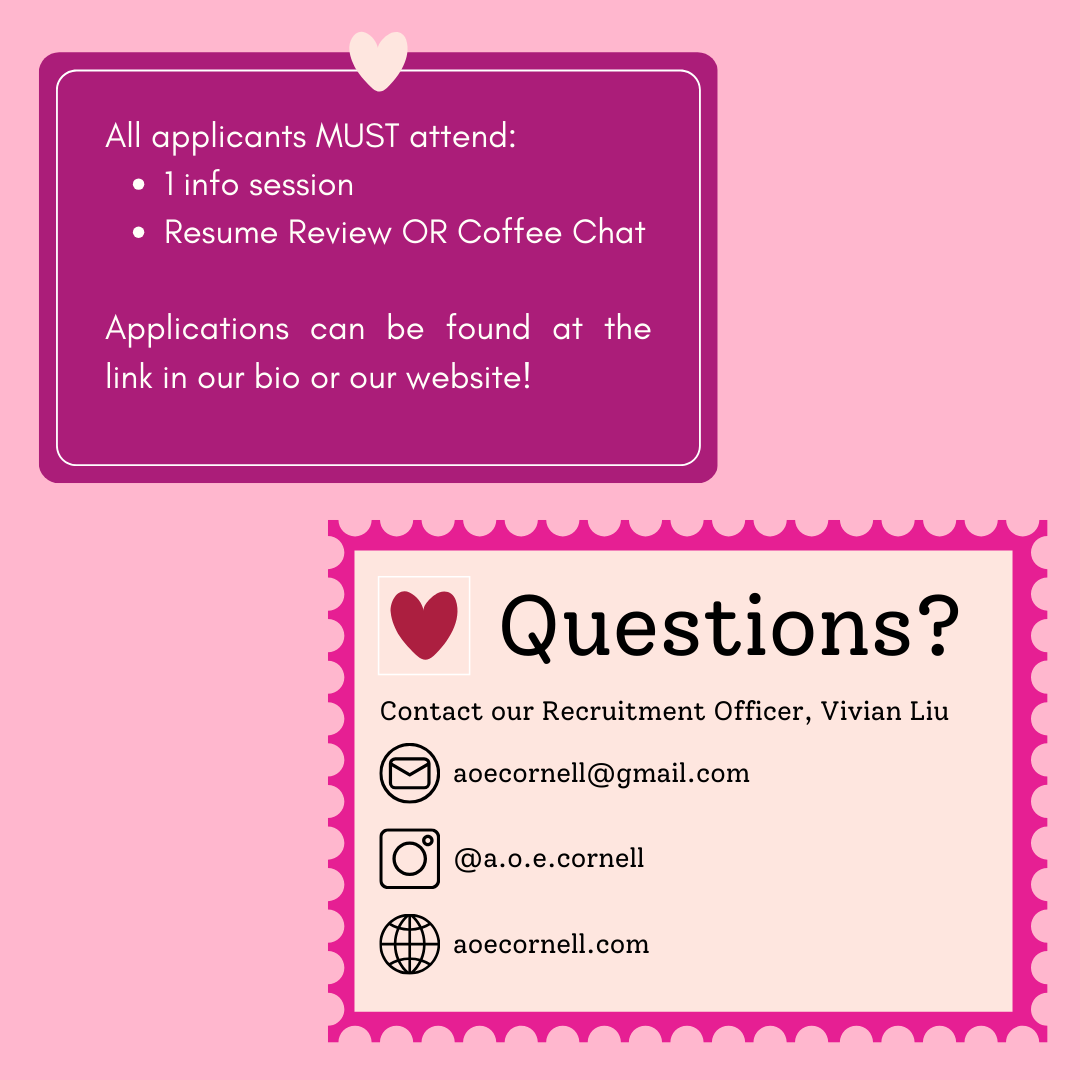 All applicants MUST attend:
• 1 info session
• Resume Review OR Coffee Chat
Applications can be found at the
link in our bio or our website!
Questions?
Contact our Recruitment Officer, Vivian Liu
aoecornell@gmail.com
@a.o.e.cornell
aoecornell.com